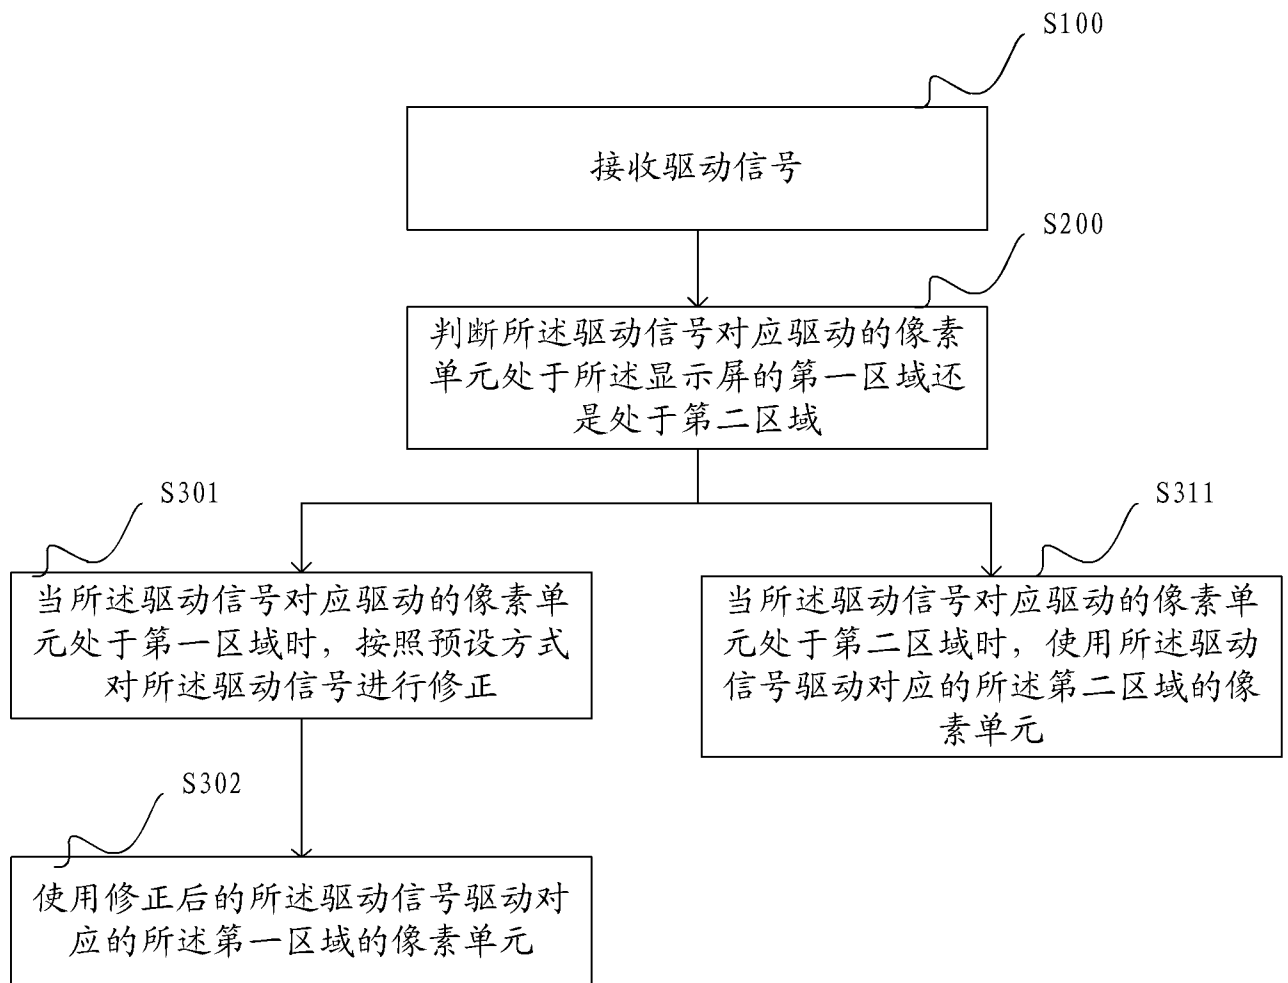 S100
接收驱动信号
S200
判断所述驱动信号对应驱动的像素
单元处于所述显示屏的第一区域还
是处于第二区域
S301
当所述驱动信号对应驱动的像素单
元处于第一区域时，按照预设方式
对所述驱动信号进行修正
S311
当所述驱动信号对应驱动的像素单
元处于第二区域时，使用所述驱动
信号驱动对应的所述第二区域的像
素单元
S302
使用修正后的所述驱动信号驱动对
应的所述第一区域的像素单元